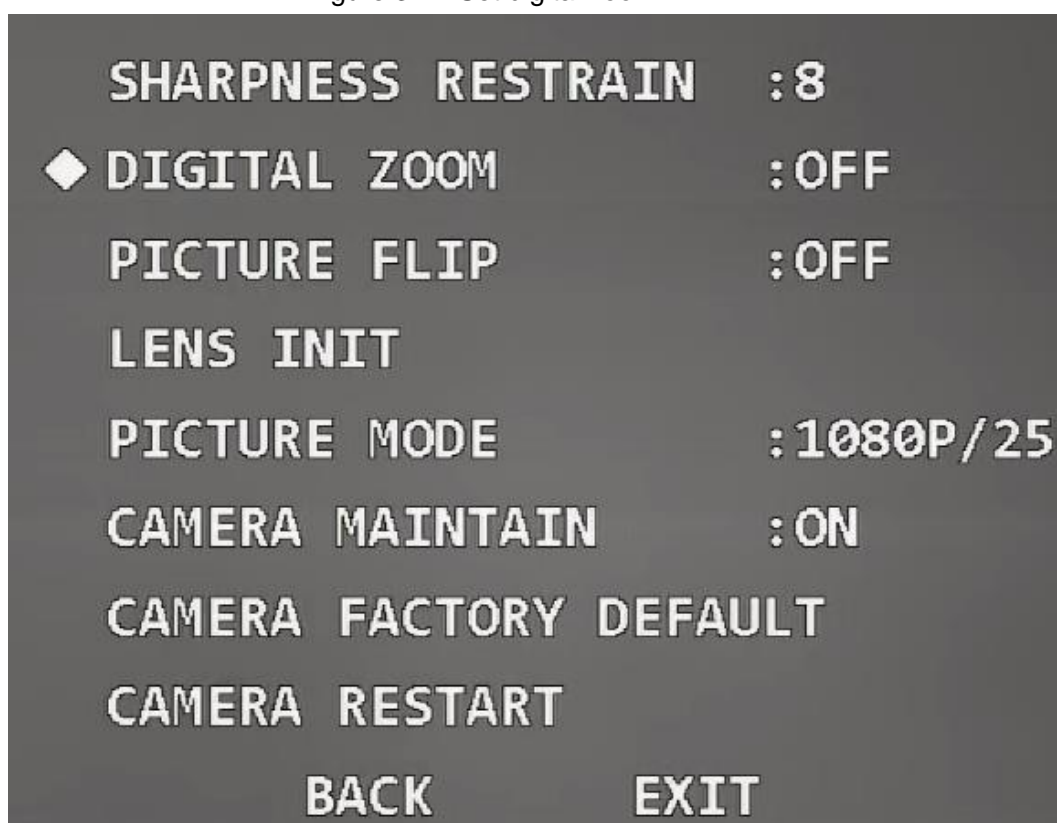 SHARPNESS RESTRAIN :8
DIGITAL ZOOM :OFF
PICTURE FLIP :OFF
LENS INIT
PICTURE MODE :1080P/25
CAMERA MAINTAIN :ON
CAMERA FACTORY DEFAULT
CAMERA RESTART
BACK EXIT